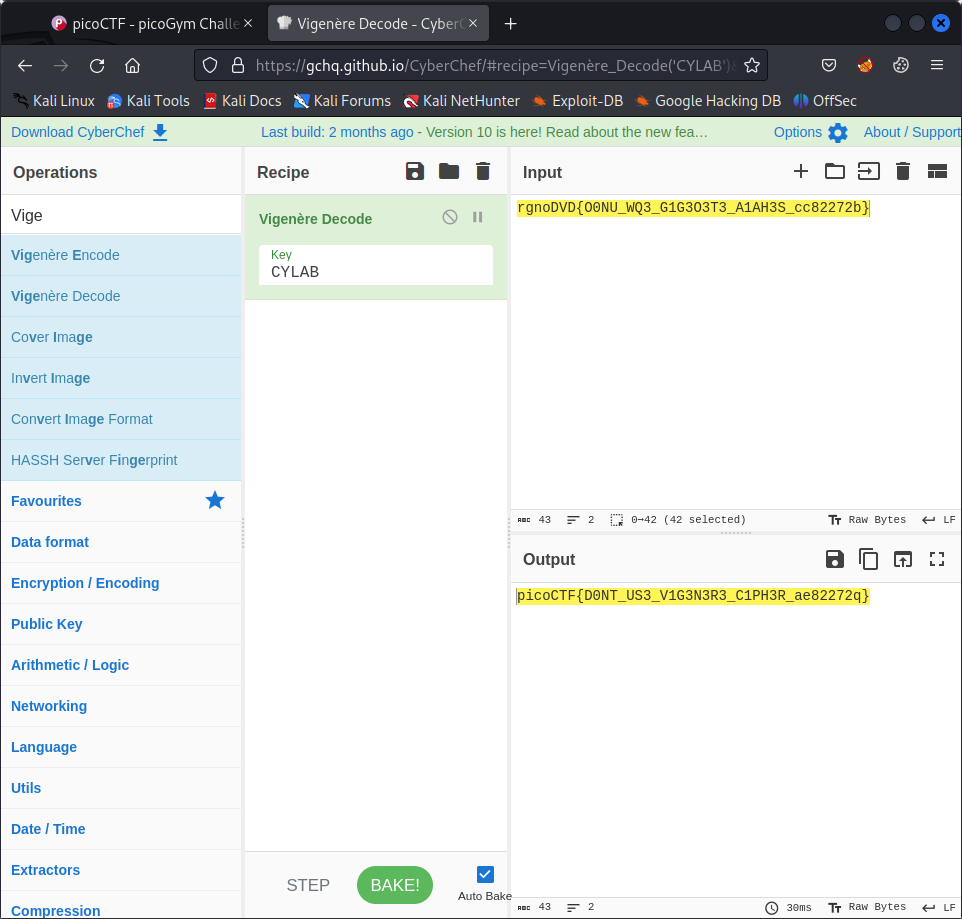 picoCTF - picoGym Challe
Vigenère Decode - CyberC
https://gchq.github.io/CyberChef/#recipe=Vigenère_Decode('CYLAB')
Kali Linux Kali Tools Kali Docs Kali Forums Kali NetHunter Exploit-DB Google Hacking DB OffSec
Download CyberChef Last build: 2 months ago - Version 10 is here! Read about the new fea… Options About / Support
Operations
Vige
Vigenère Encode
Vigenère Decode
Cover Image
Invert Image
Convert Image Format
HASSH Server Fingerprint
Favourites
Data format
Encryption / Encoding
Public Key
Arithmetic / Logic
Networking
Language
Utils
Date / Time
Extractors
Compression
Recipe
Vigenère Decode
Key
CYLAB
STEP
BAKE!
Auto Bake
Input
rgnoDVD{O0NU_WQ3_G1G3O3T3_A1AH3S_cc82272b}
ABC 43 2 0→42 (42 selected) Raw Bytes LF
Output
picoCTF{D0NT_US3_V1G3N3R3_C1PH3R_ae82272q}
ABC 43 2 30ms Raw Bytes LF